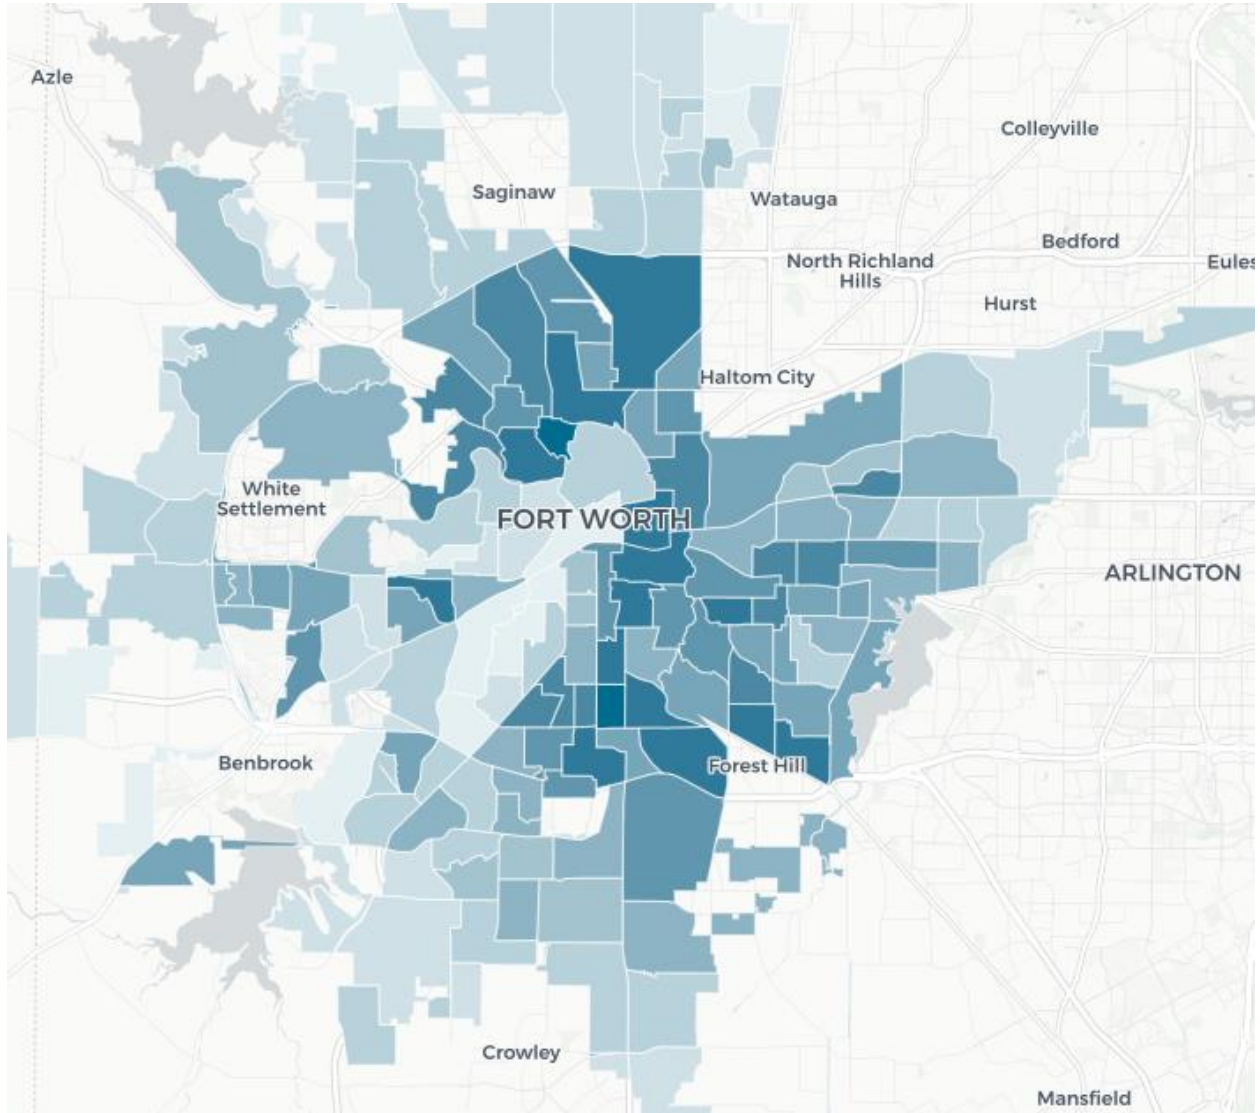 Azle
Colleyville
Saginaw
Watauga
Bedford
North Richland
Hills
Eules
Hurst
Haltom City
White
Settlement
FORT WORTH
ARLINGTON
Benbrook
Forest Hill
Crowley
Mansfield